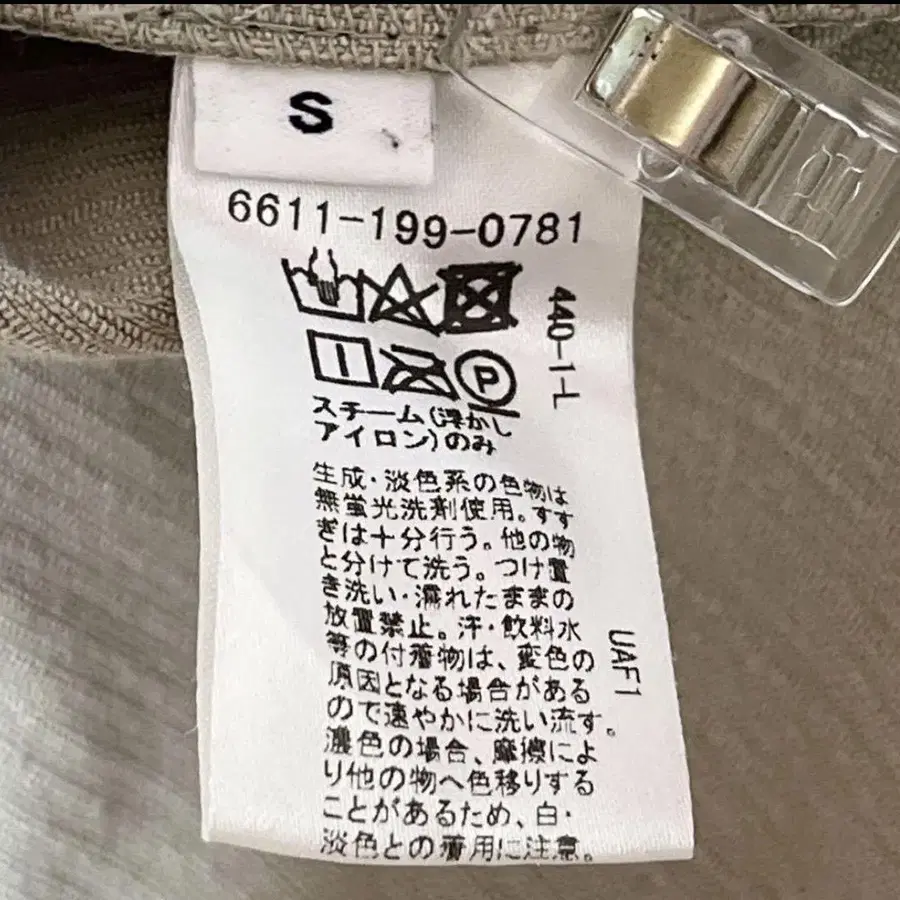 S
6611-199-0781
P
440-1-L
スチーム(浮かし
アイロン)のみ
生成・淡色系の色物は
無蛍光洗剤使用。すす
ぎは十分行う。他の物
と分けて洗う。つけ置
き洗い・濡れたままの
放置禁止。汗・飲料水
等の付着物は、変色の
原因となる場合がある
ので速やかに洗い流す。
濃色の場合、摩擦によ
り他の物へ色移りする
ことがあるため、白・
淡色との着用に注意。
UAF1